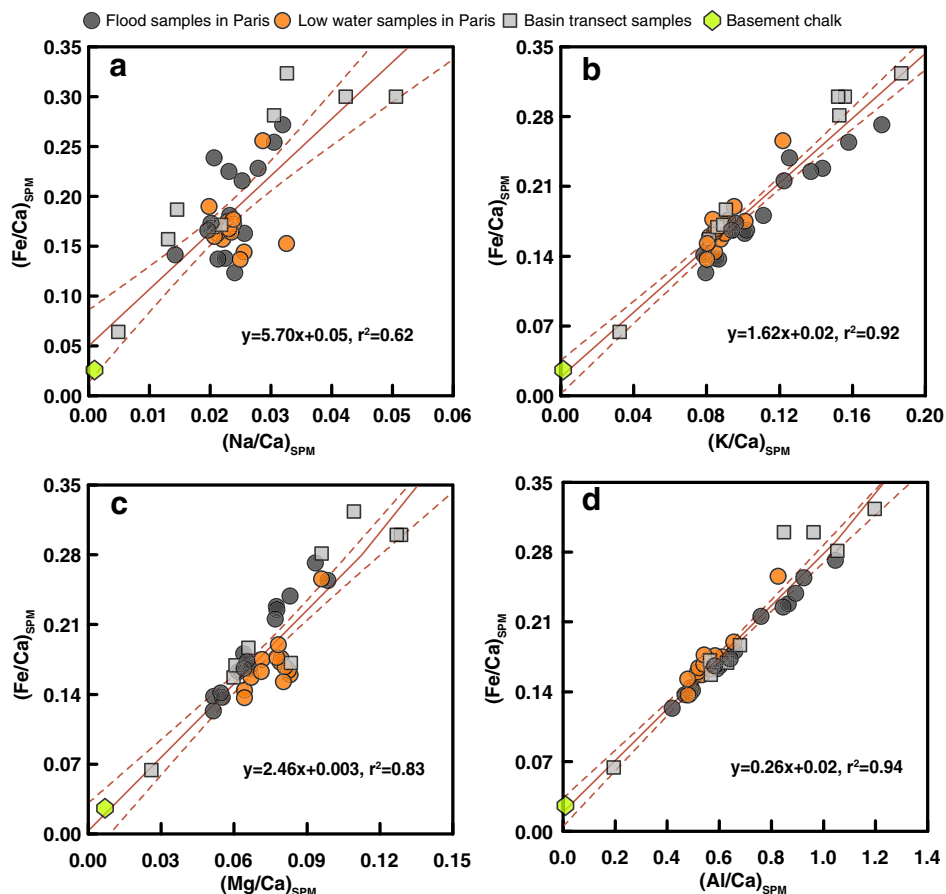 Flood samples in Paris Low water samples in Paris Basin transect samples Basement chalk
a
0.35
0.30
0.25
0.20
0.15
0.10
0.05
0.00
(Fe/Ca)SPM
y=5.70x+0.05, r²=0.62
0.00 0.01 0.02 0.03 0.04 0.05 0.06
(Na/Ca)SPM
b
0.35
0.28
0.21
0.14
0.07
0.00
(Fe/Ca)SPM
y=1.62x+0.02, r²=0.92
0.00 0.04 0.08 0.12 0.16 0.20
(K/Ca)SPM
c
0.35
0.28
0.21
0.14
0.07
0.00
(Fe/Ca)SPM
y=2.46x+0.003, r²=0.83
0.00 0.03 0.06 0.09 0.12 0.15
(Mg/Ca)SPM
d
0.35
0.28
0.21
0.14
0.07
0.00
(Fe/Ca)SPM
y=0.26x+0.02, r²=0.94
0.0 0.2 0.4 0.6 0.8 1.0 1.2 1.4
(Al/Ca)SPM